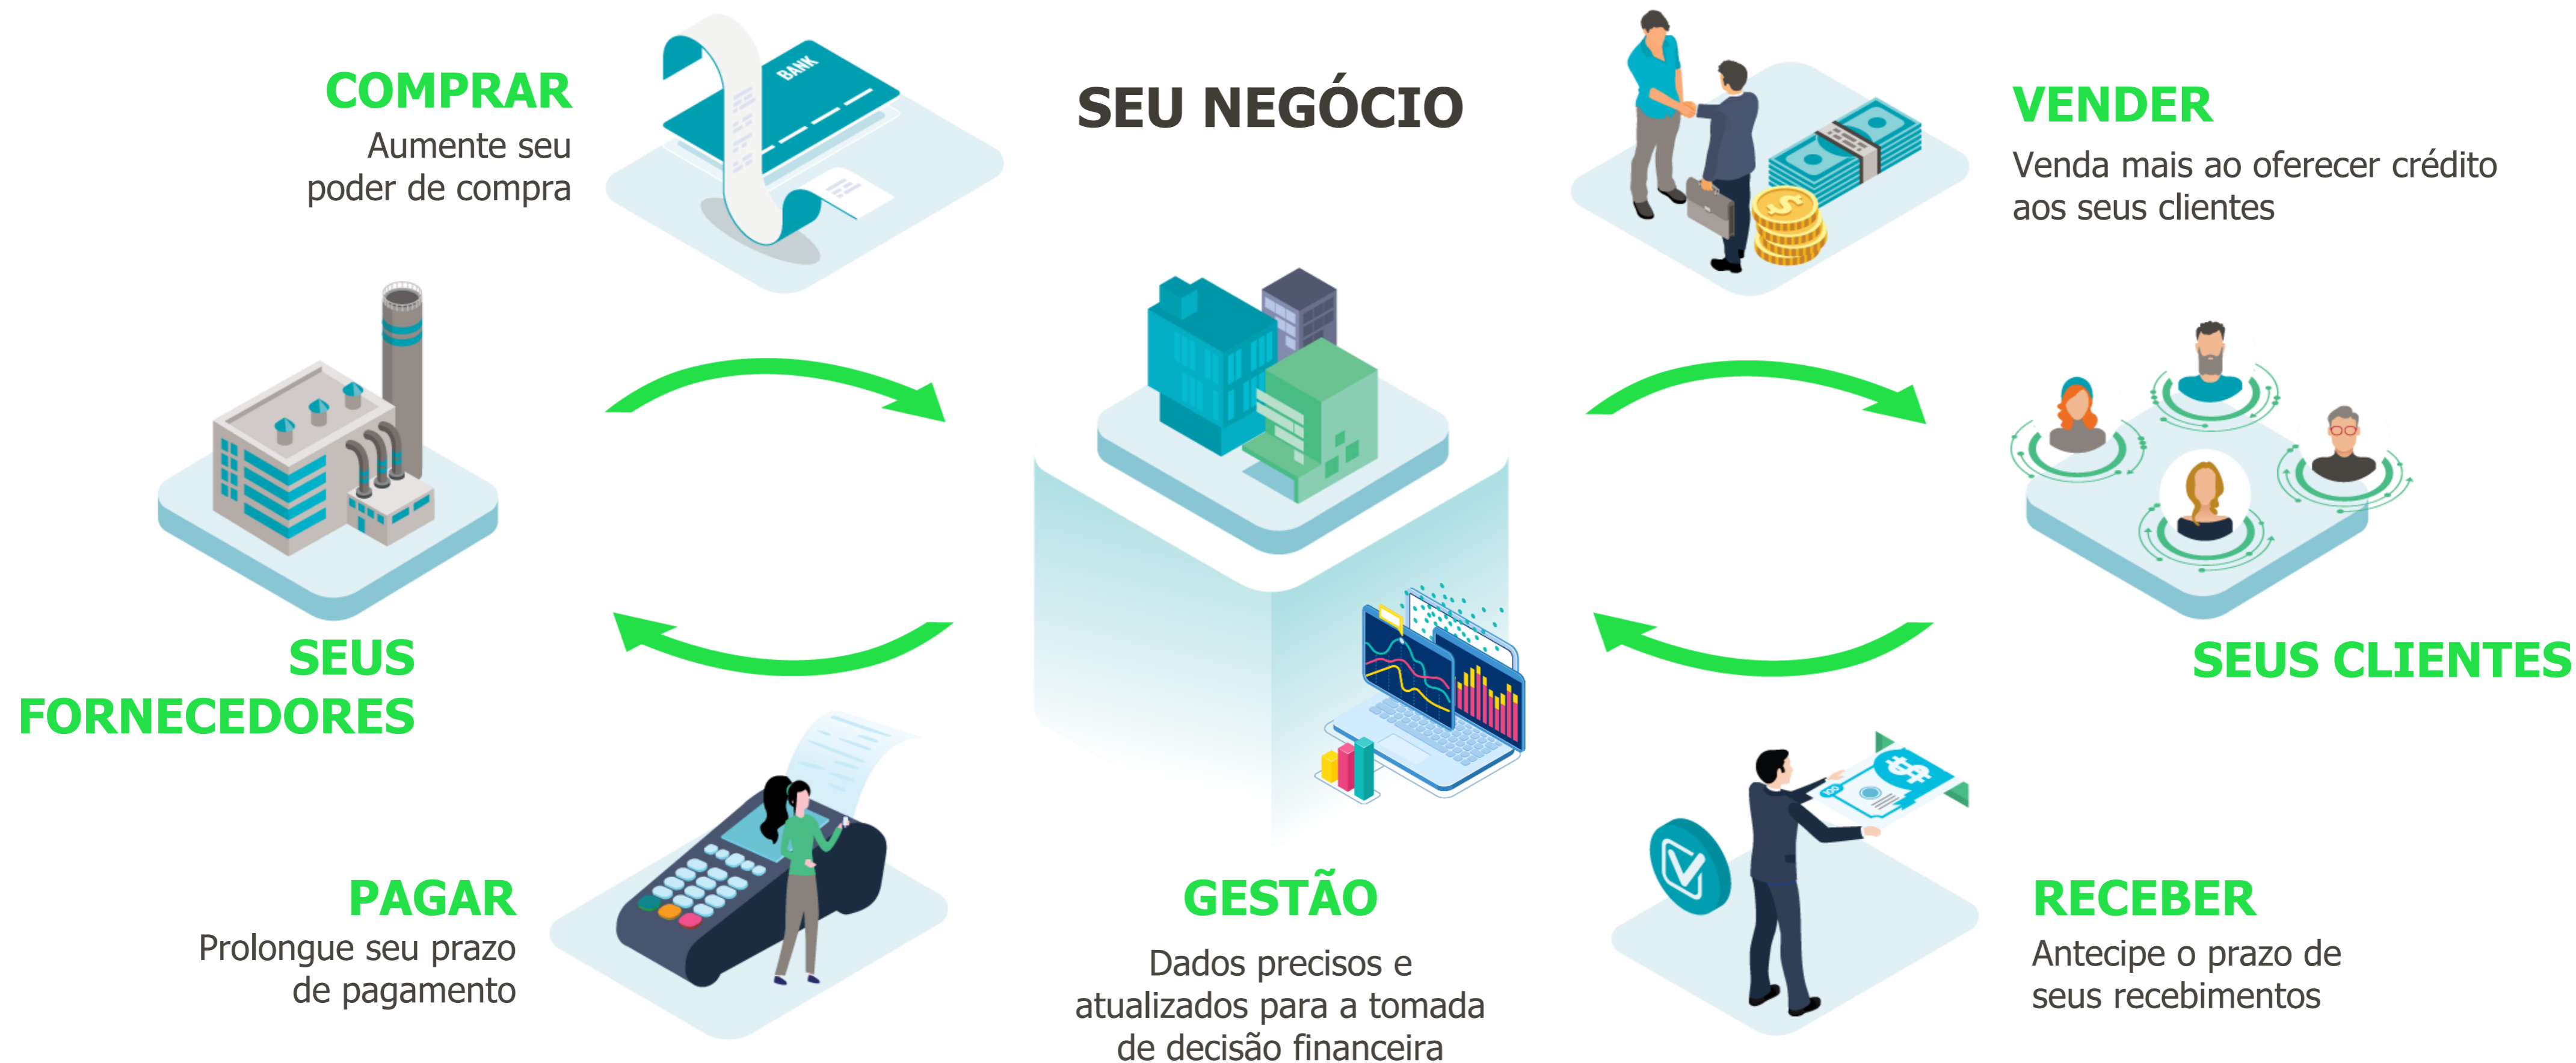 COMPRAR
Aumente seu
poder de compra
BANK
SEU NEGÓCIO
VENDER
Venda mais ao oferecer crédito
aos seus clientes
SEUS
FORNECEDORES
SEUS CLIENTES
PAGAR
Prolongue seu prazo
de pagamento
GESTÃO
Dados precisos e
atualizados para a tomada
de decisão financeira
100
$
RECEBER
Antecipe o prazo de
seus recebimentos